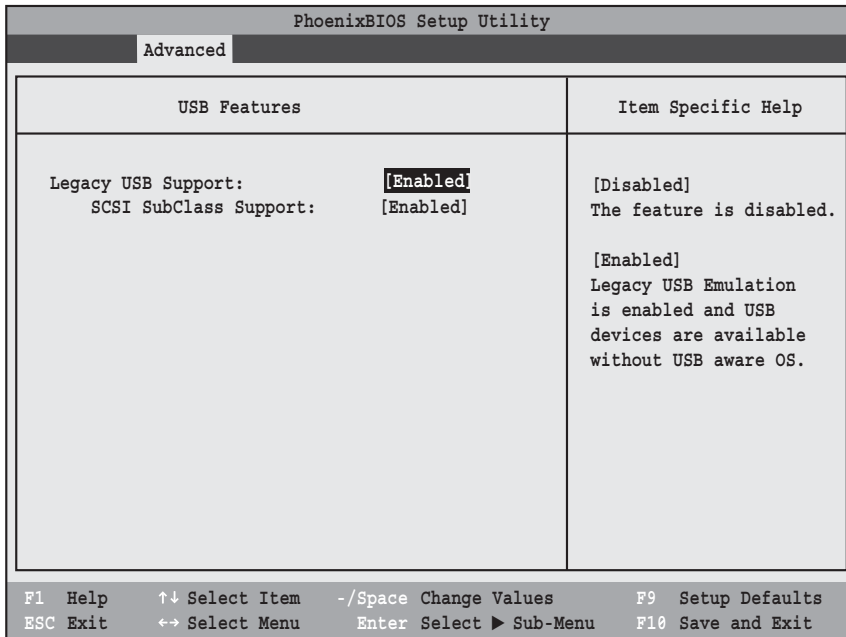 PhoenixBIOS Setup Utility
Advanced
USB Features
Legacy USB Support: [Enabled]
SCSI SubClass Support: [Enabled]
Item Specific Help
[Disabled]
The feature is disabled.
[Enabled]
Legacy USB Emulation
is enabled and USB
devices are available
without USB aware OS.
F1 Help ↑↓ Select Item -/Space Change Values F9 Setup Defaults
ESC Exit ←→ Select Menu Enter Select ▶ Sub-Menu F10 Save and Exit